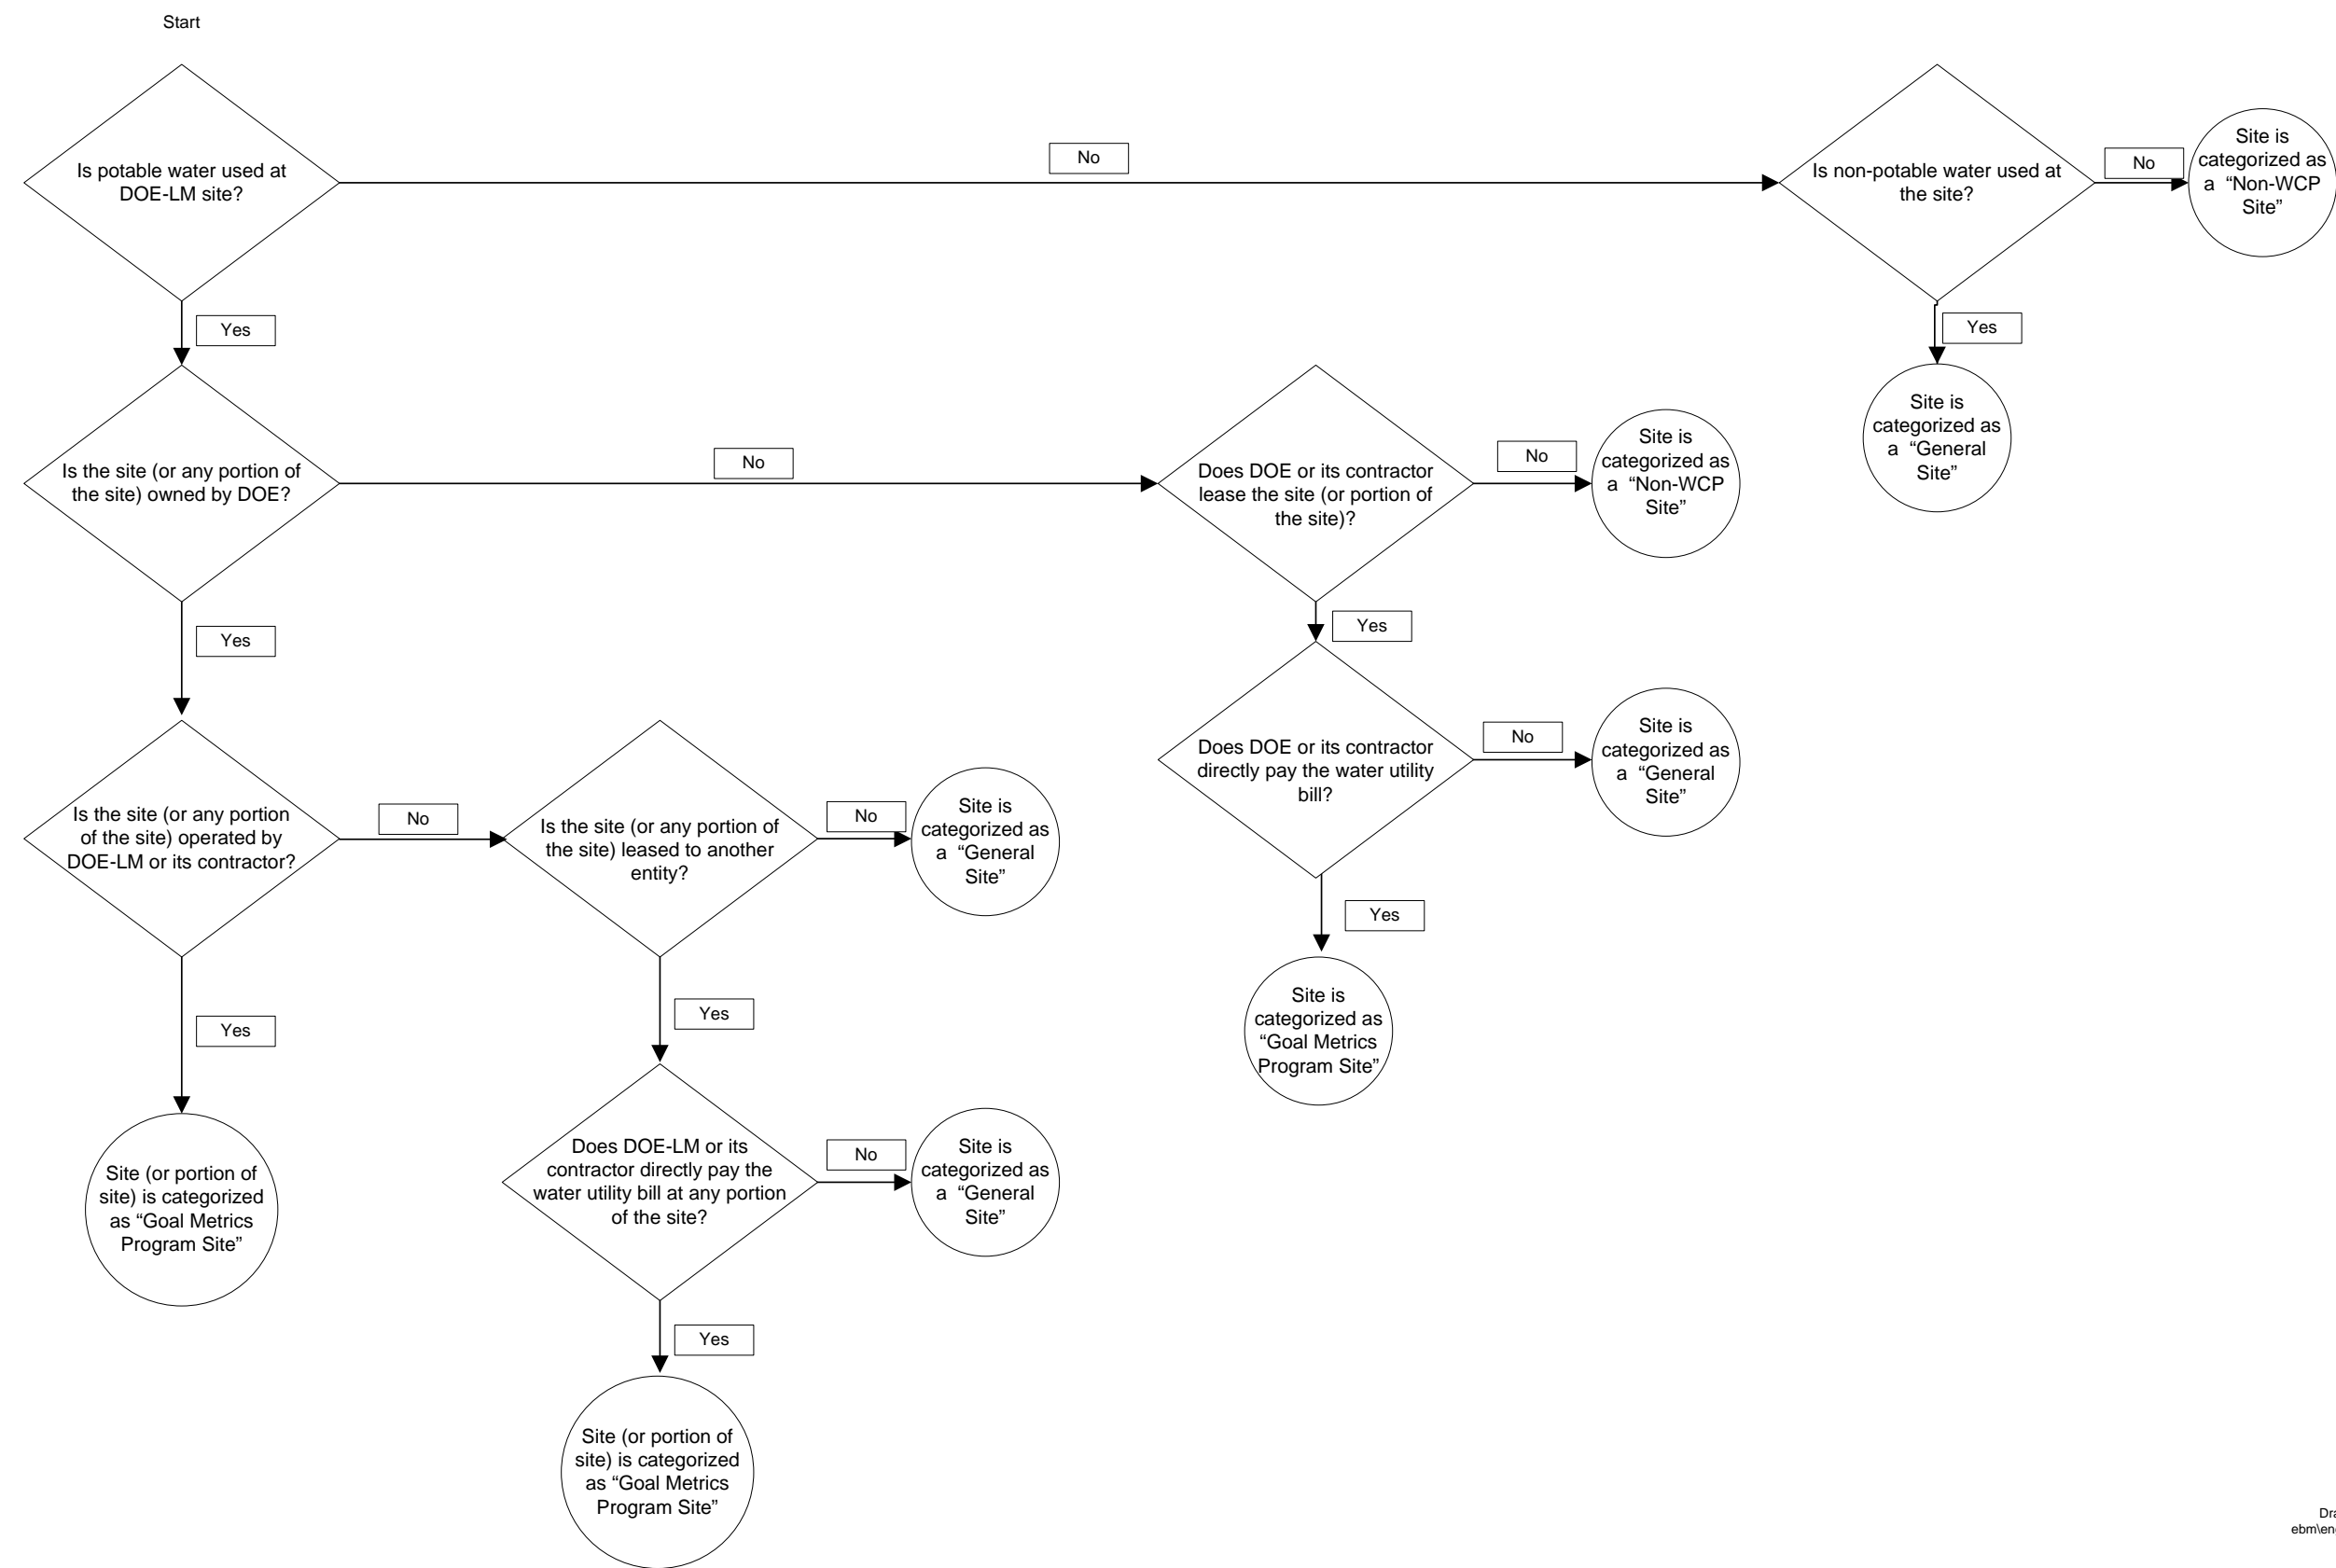 Start
Is potable water used at
DOE-LM site?
No
Is non-potable water used at
the site?
No
Site is
categorized as
a “Non-WCP
Site”
Yes
Yes
Site is
categorized as
a “General
Site”
Is the site (or any portion of
the site) owned by DOE?
No
Does DOE or its contractor
lease the site (or portion of
the site)?
No
Site is
categorized as
a “Non-WCP
Site”
Yes
Yes
Does DOE or its contractor
directly pay the water utility
bill?
No
Site is
categorized as
a “General
Site”
Is the site (or any portion
of the site) operated by
DOE-LM or its contractor?
No
Is the site (or any portion of
the site) leased to another
entity?
No
Site is
categorized as
a “General
Site”
Yes
Site is
categorized as
“Goal Metrics
Program Site”
Yes
Yes
Site (or portion of
site) is categorized
as “Goal Metrics
Program Site”
Does DOE-LM or its
contractor directly pay the
water utility bill at any portion
of the site?
No
Site is
categorized as
a “General
Site”
Yes
Site (or portion of
site) is categorized
as “Goal Metrics
Program Site”